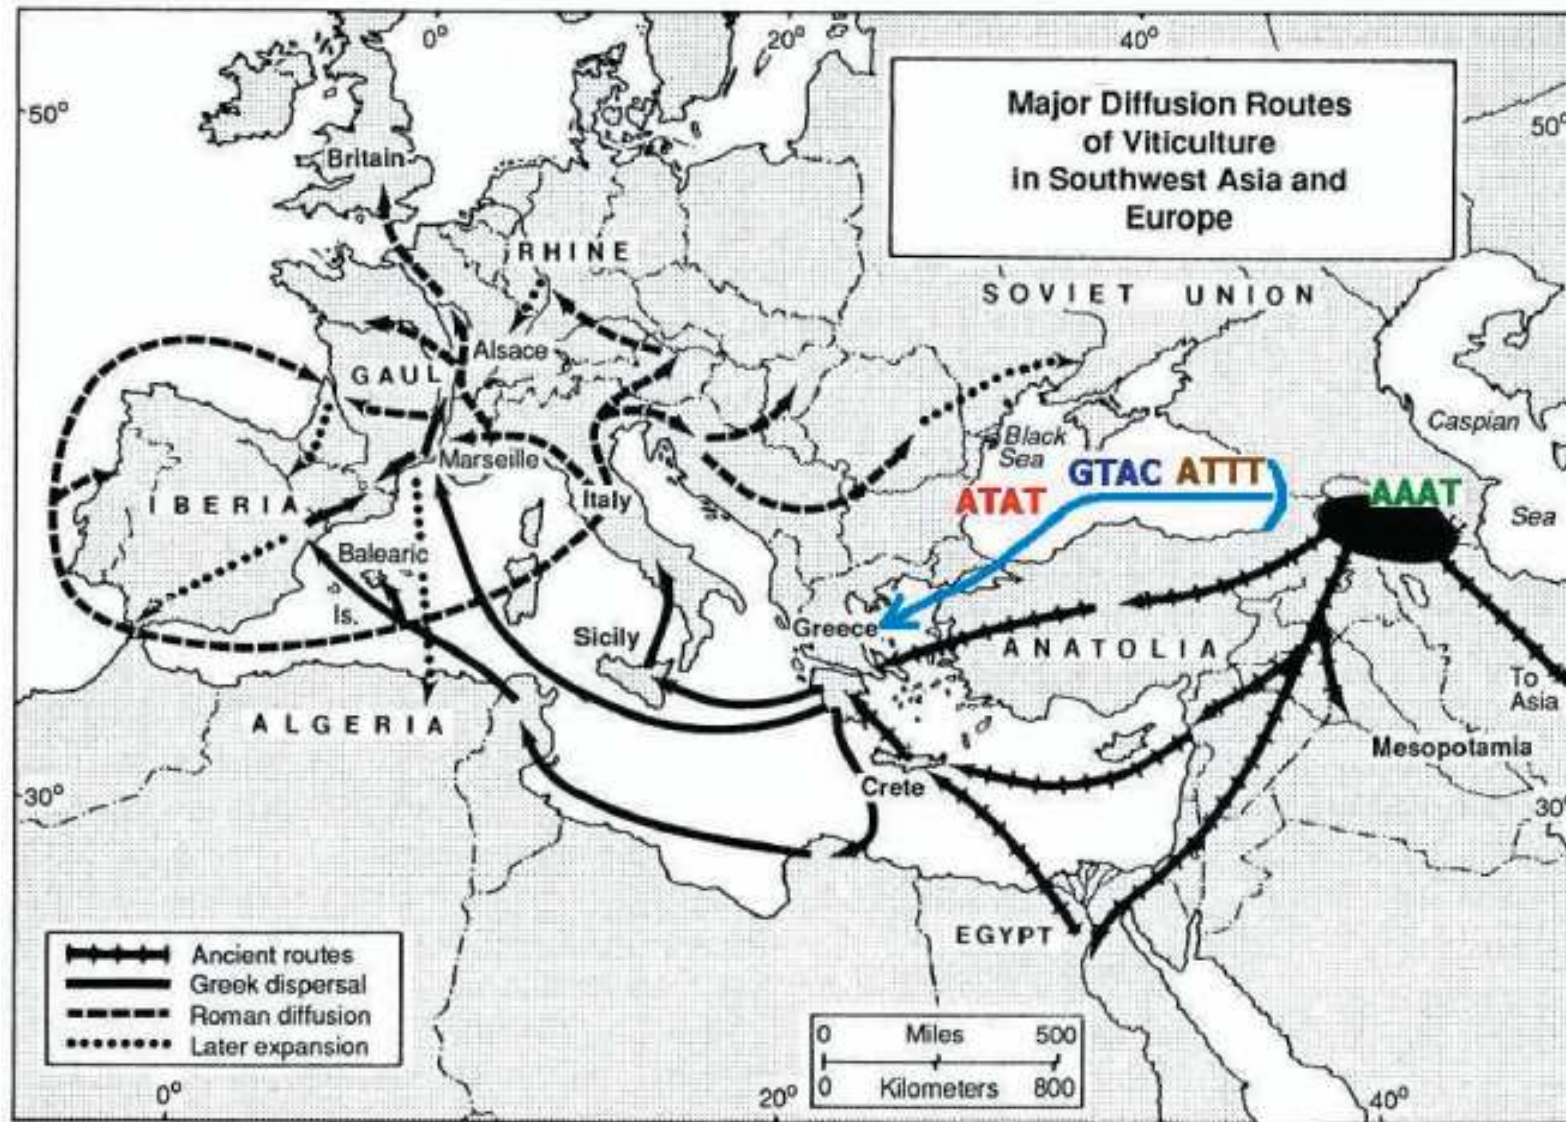 0°
20°
40°
50°
50°
Major Diffusion Routes
of Viticulture
in Southwest Asia and
Europe
Britain
RHINE
SOVIET UNION
Alsace
GAUL
Caspian
Sea
Black
Sea
Marseille
GTAC ATTT
ATAT
AAAT
IBERIA
Italy
Balearic
Is.
Sicily
Greece
ANATOLIA
To
Asia
ALGERIA
Mesopotamia
Crete
30°
30°
EGYPT
Ancient routes
Greek dispersal
Roman diffusion
Later expansion
0 Miles 500
0 Kilometers 800
0°
20°
40°